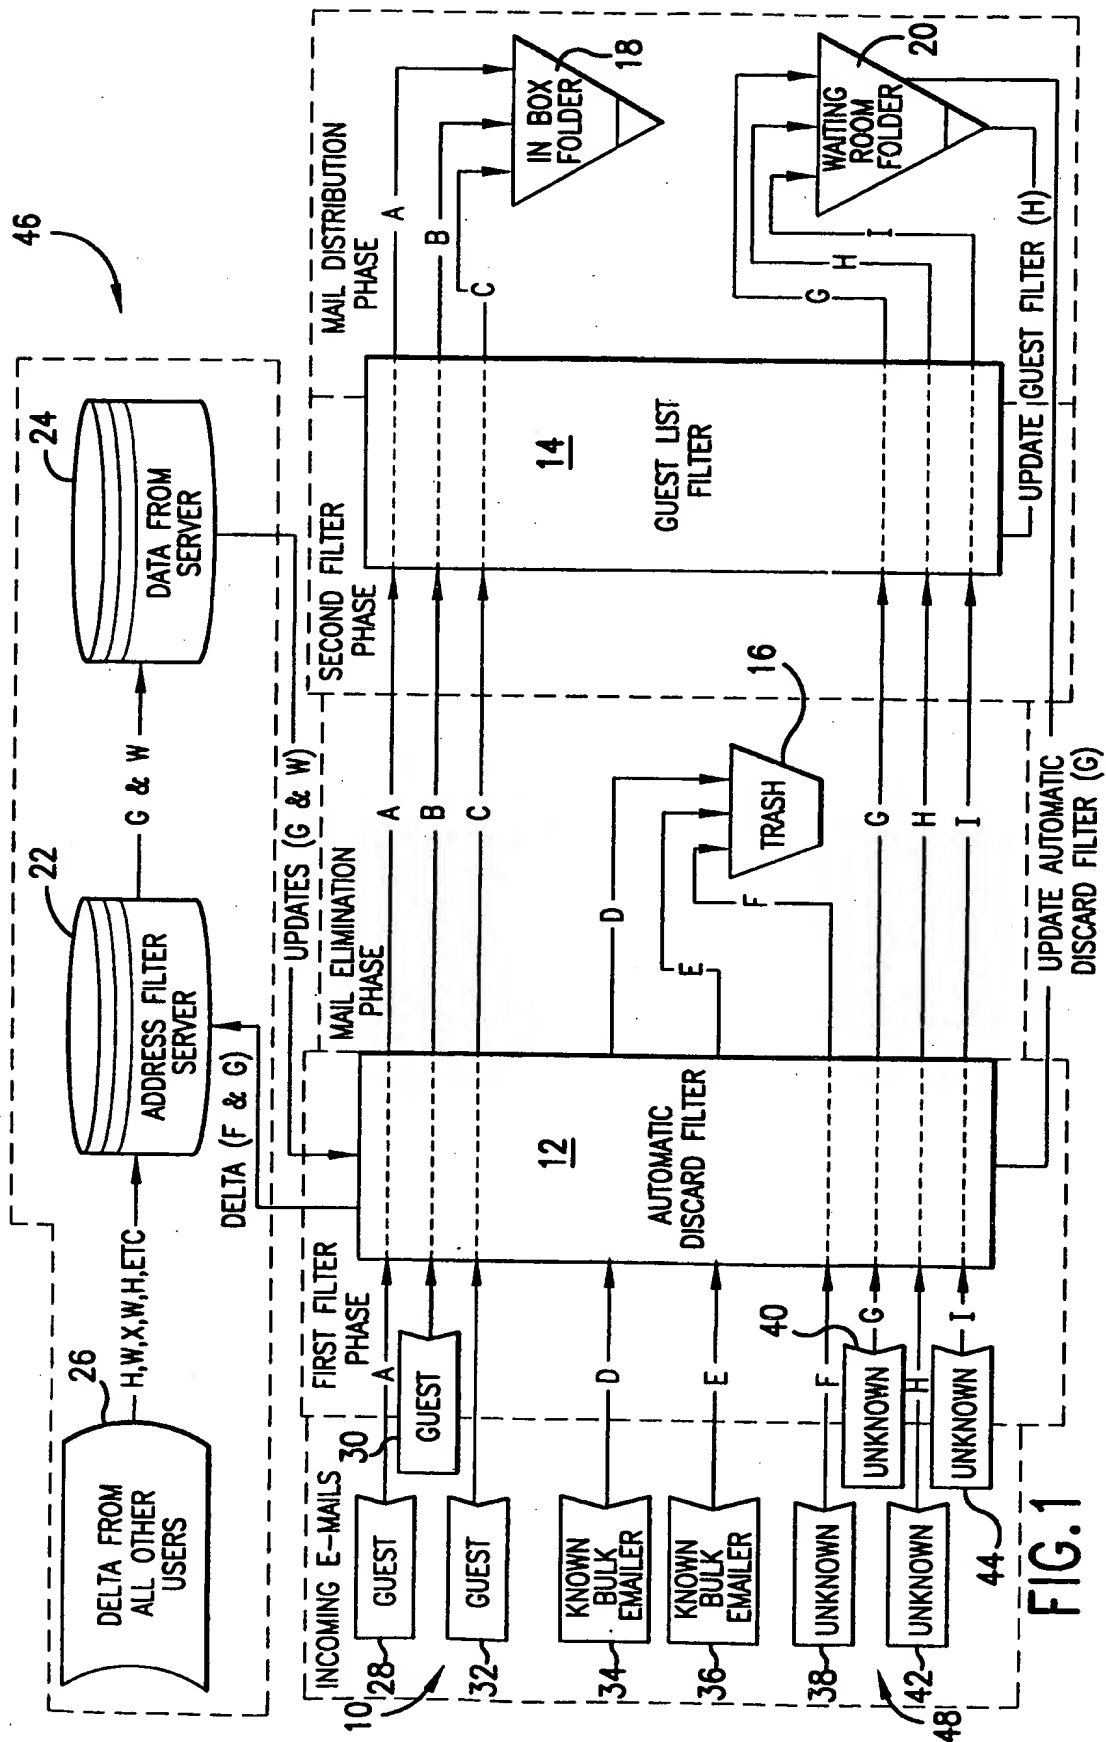 46
DELTA FROM
ALL OTHER
USERS
26
H,W,X,W,H,ETC
ADDRESS FILTER
SERVER
22
G & W
DATA FROM
SERVER
24
DELTA (F & G)
UPDATES (G & W)
INCOMING E-MAILS
FIRST FILTER
PHASE
MAIL ELIMINATION
PHASE
SECOND FILTER
PHASE
MAIL DISTRIBUTION
PHASE
10
28
GUEST
A
A
A
30
GUEST
B
B
32
GUEST
C
C
34
KNOWN
BULK
EMAILER
D
D
36
KNOWN
BULK
EMAILER
E
E
38
UNKNOWN
F
F
40
UNKNOWN
G
G
G
42
UNKNOWN
H
H
H
44
UNKNOWN
I
I
I
48
12
AUTOMATIC
DISCARD FILTER
TRASH
16
14
GUEST LIST
FILTER
IN BOX
FOLDER
18
WAITING
ROOM
FOLDER
20
UPDATE GUEST FILTER (H)
UPDATE AUTOMATIC
DISCARD FILTER (G)
FIG.1